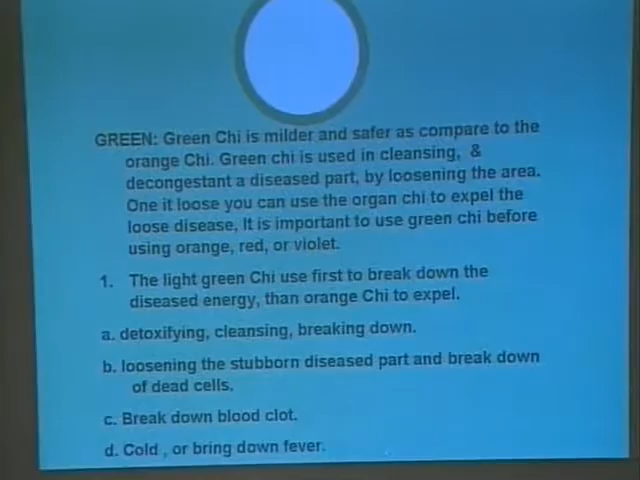 GREEN: Green Chi is milder and safer as compare to the
orange Chi. Green chi is used in cleansing, &
decongestant a diseased part, by loosening the area.
One it loose you can use the organ chi to expel the
loose disease, It is important to use green chi before
using orange, red, or violet.
1. The light green Chi use first to break down the
diseased energy, than orange Chi to expel.
a. detoxifying, cleansing, breaking down.
b. loosening the stubborn diseased part and break down
of dead cells.
c. Break down blood clot.
d. Cold , or bring down fever.